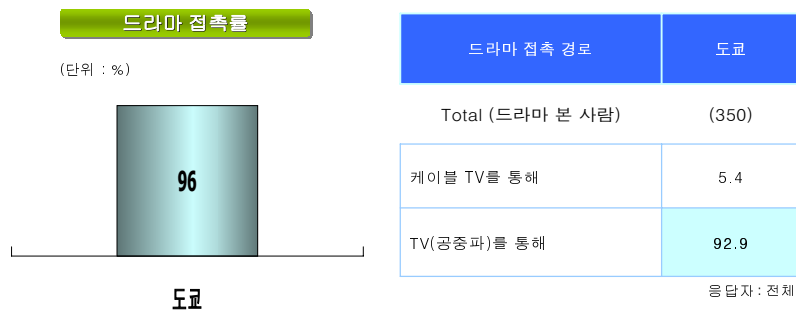 드라마 접촉률
(단위 : %)
96
도쿄
드라마 접촉 경로 도쿄
Total (드라마 본 사람) (350)
케이블 TV를 통해 5.4
TV(공중파)를 통해 92.9
응답자 : 전체